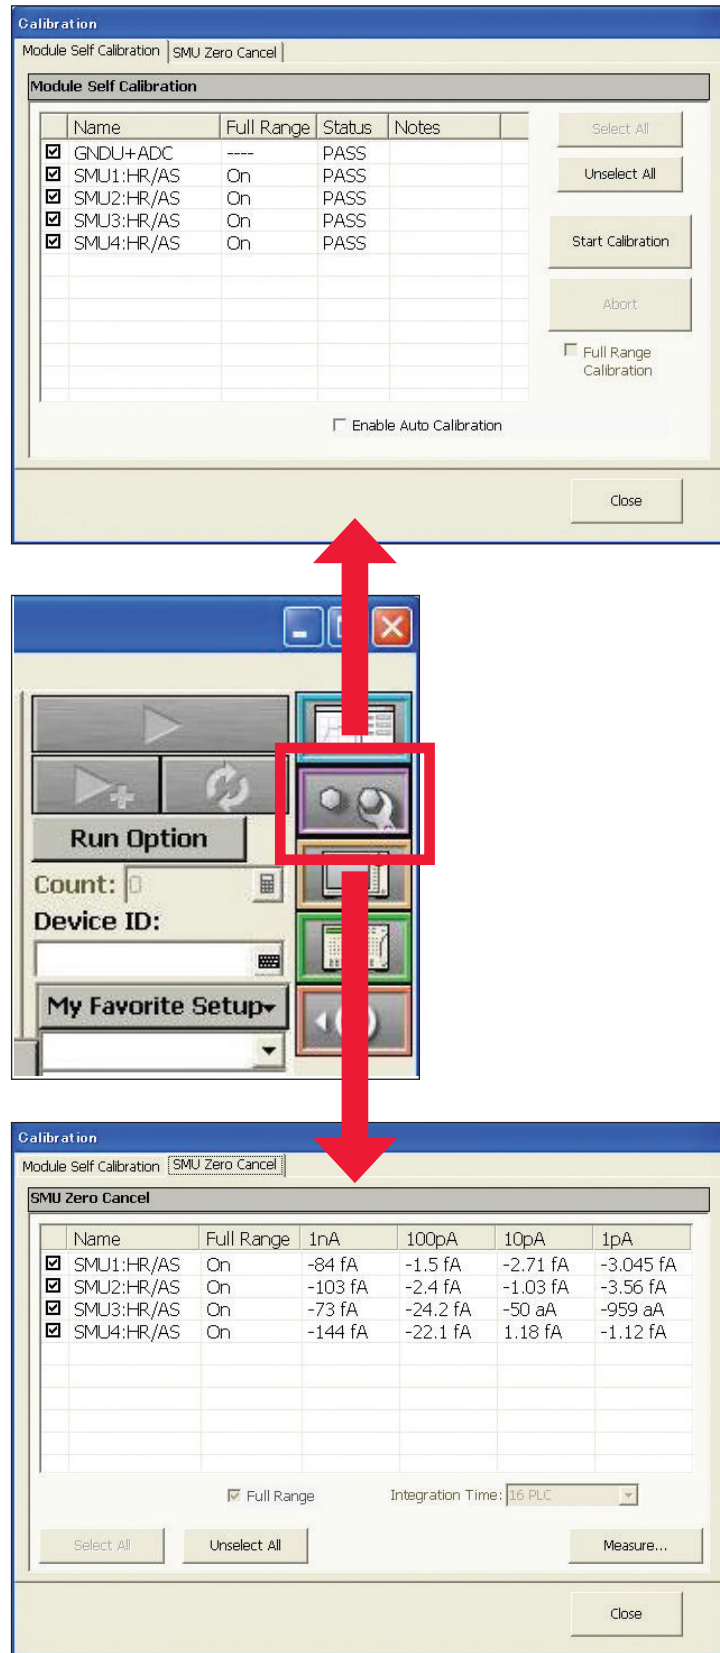 Calibration
Module Self Calibration SMU Zero Cancel
Module Self Calibration
Name Full Range Status Notes
GNDU+ADC ---- PASS
SMU1:HR/AS On PASS
SMU2:HR/AS On PASS
SMU3:HR/AS On PASS
SMU4:HR/AS On PASS
Select All
Unselect All
Start Calibration
Abort
Full Range
Calibration
Enable Auto Calibration
Close
Run Option
Count: 0
Device ID:
My Favorite Setup
Calibration
Module Self Calibration SMU Zero Cancel
SMU Zero Cancel
Name Full Range 1nA 100pA 10pA 1pA
SMU1:HR/AS On -84 fA -1.5 fA -2.71 fA -3.045 fA
SMU2:HR/AS On -103 fA -2.4 fA -1.03 fA -3.56 fA
SMU3:HR/AS On -73 fA -24.2 fA -50 aA -959 aA
SMU4:HR/AS On -144 fA -22.1 fA 1.18 fA -1.12 fA
Full Range Integration Time: 16 PLC
Select All Unselect All Measure...
Close